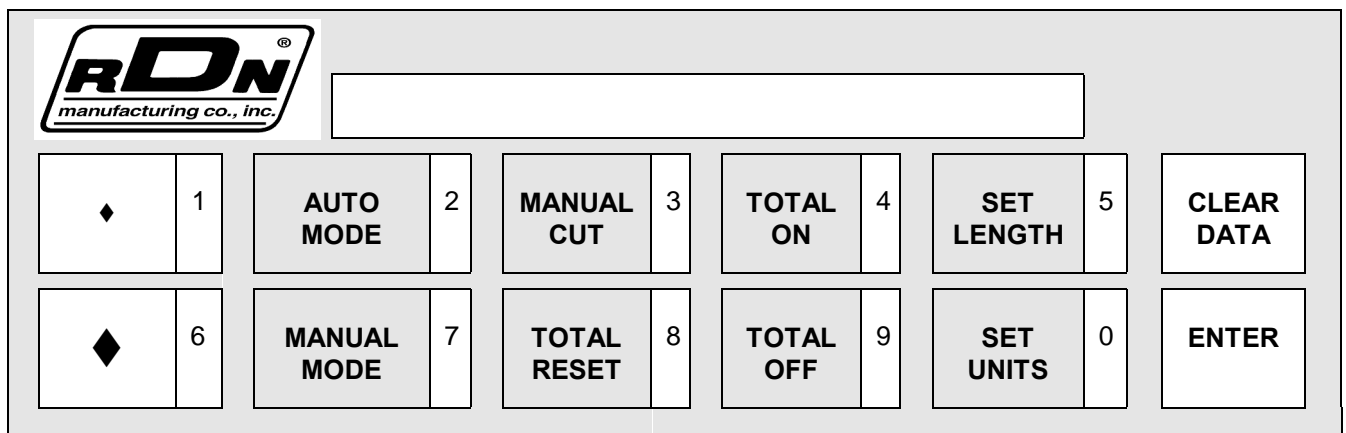 RDN®
manufacturing co., inc.
♦ 1
AUTO
MODE
2
MANUAL
CUT
3
TOTAL
ON
4
SET
LENGTH
5
CLEAR
DATA
♦ 6
MANUAL
MODE
7
TOTAL
RESET
8
TOTAL
OFF
9
SET
UNITS
0
ENTER